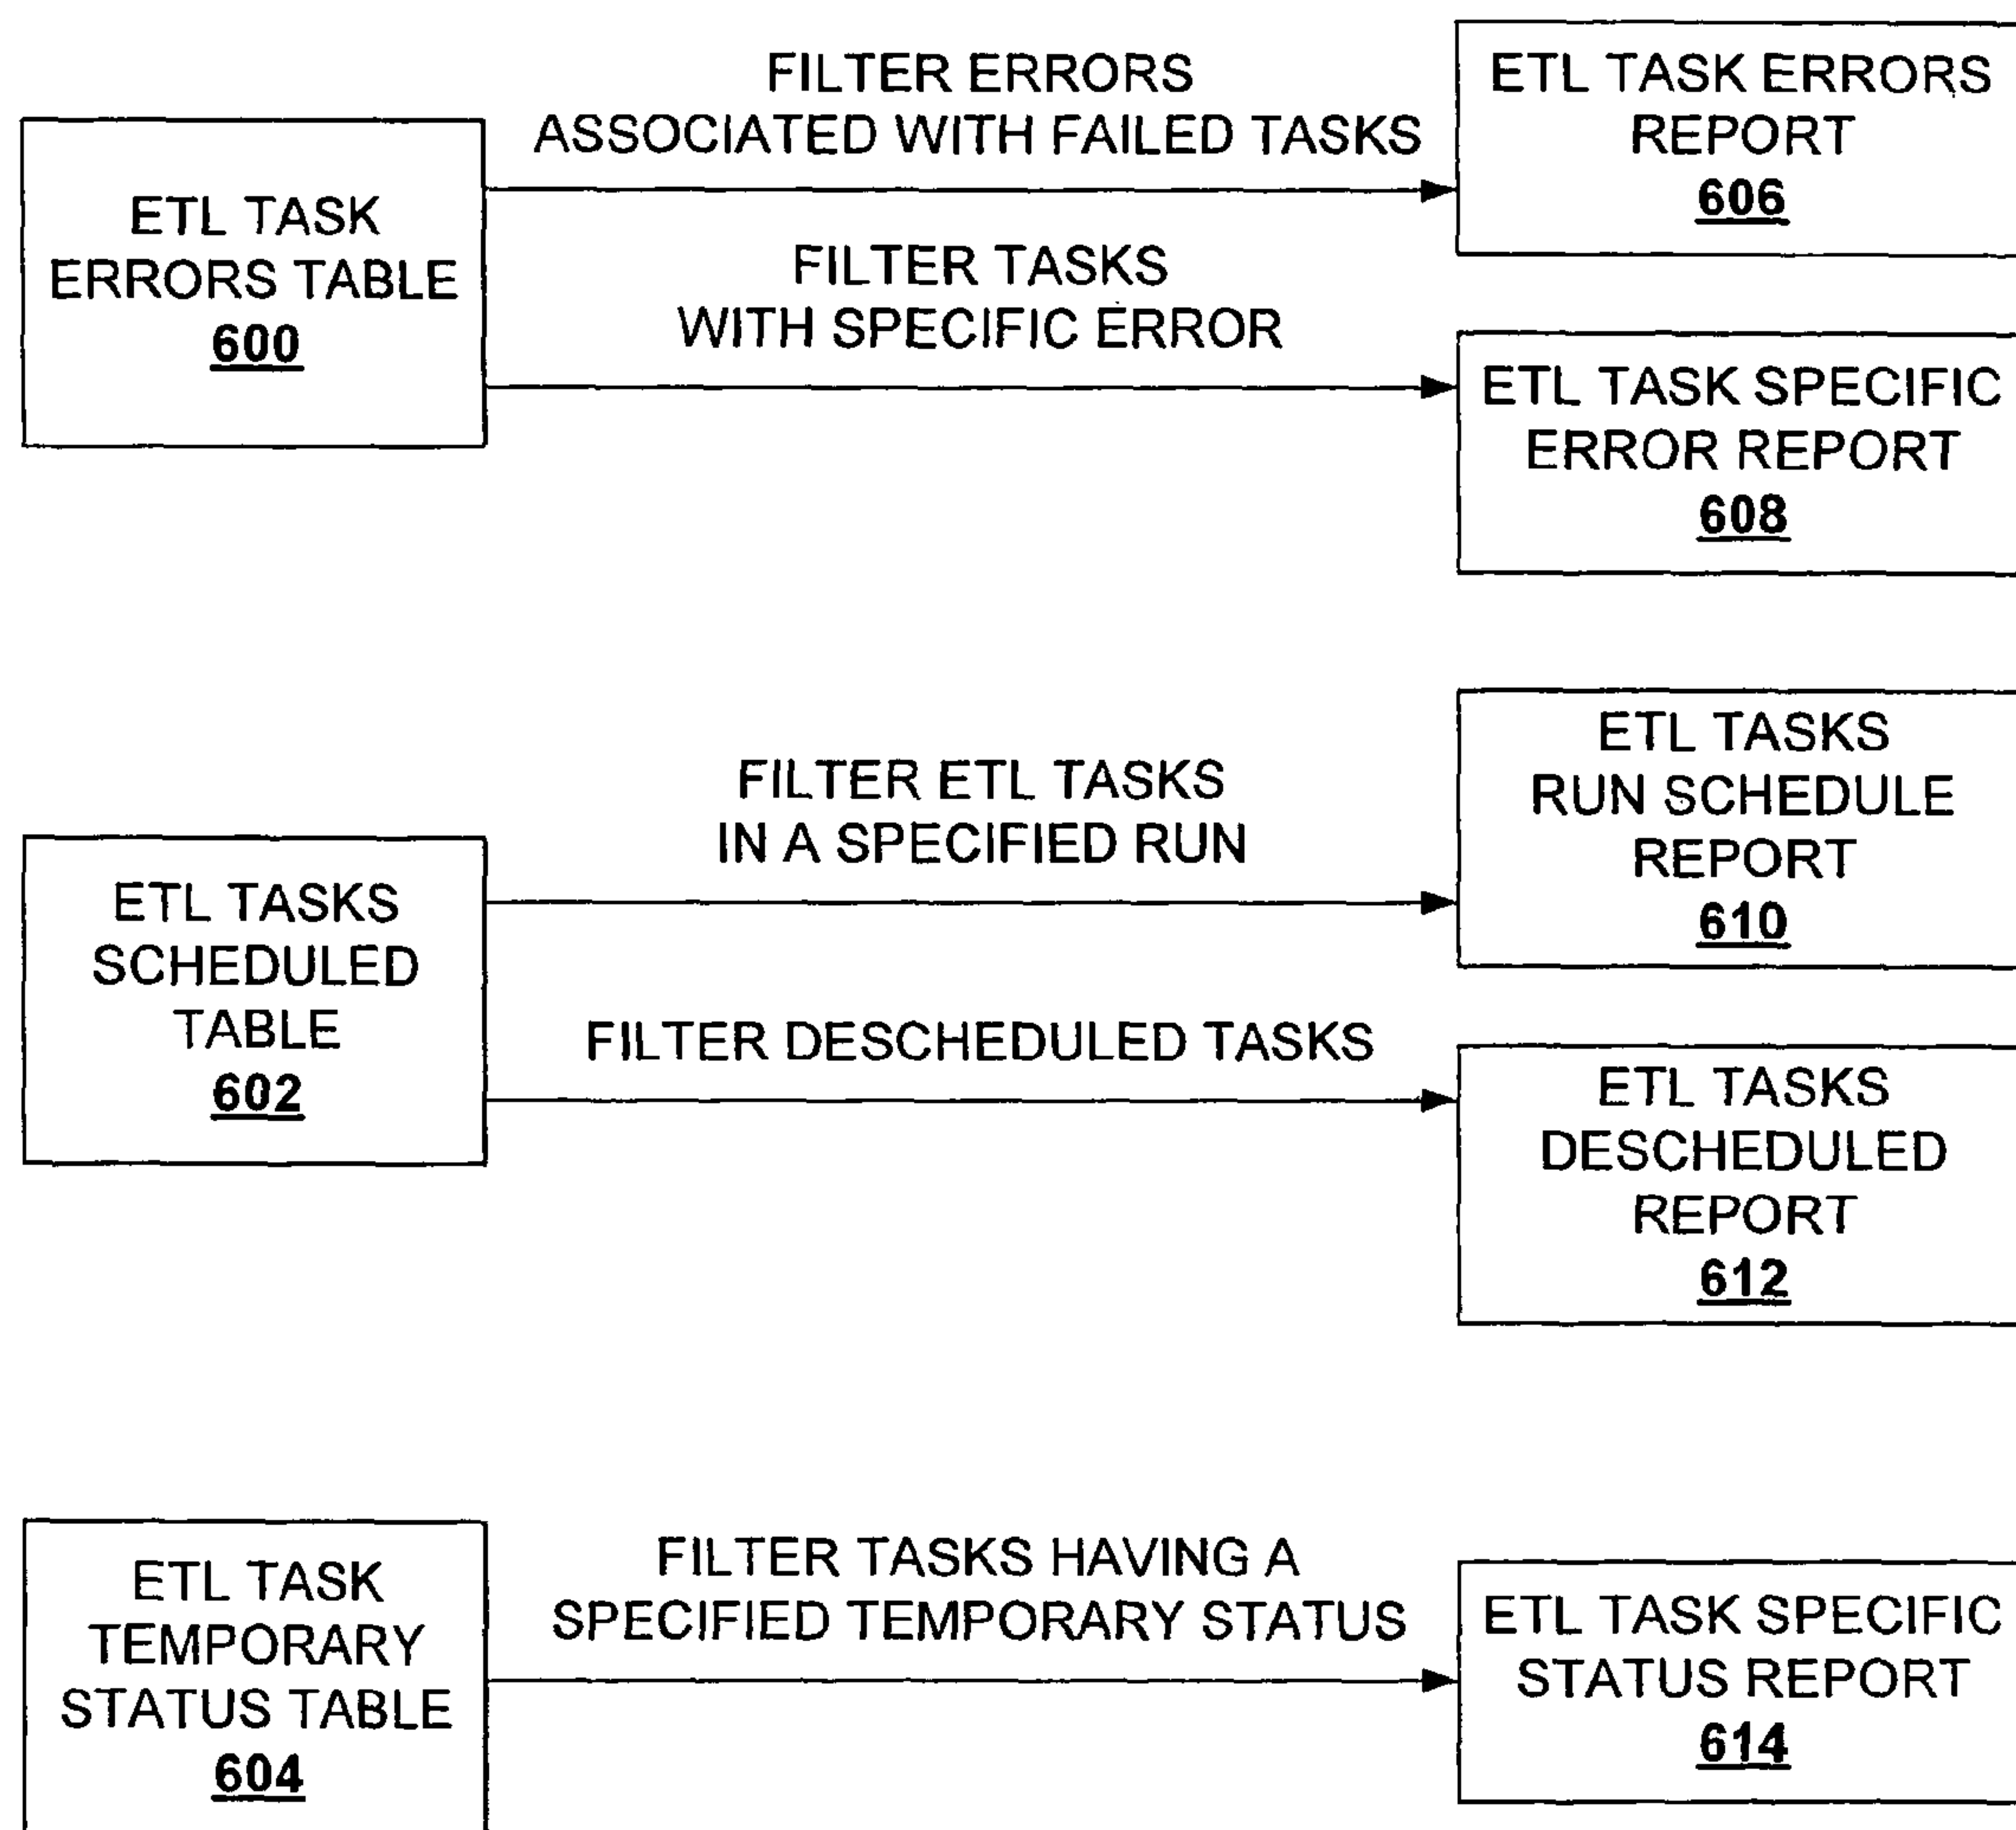 ETL TASK
ERRORS TABLE
600
FILTER ERRORS
ASSOCIATED WITH FAILED TASKS
ETL TASK ERRORS
REPORT
606
FILTER TASKS
WITH SPECIFIC ERROR
ETL TASK SPECIFIC
ERROR REPORT
608
ETL TASKS
SCHEDULED
TABLE
602
FILTER ETL TASKS
IN A SPECIFIED RUN
ETL TASKS
RUN SCHEDULE
REPORT
610
FILTER DESCHEDULED TASKS
ETL TASKS
DESCHEDULED
REPORT
612
ETL TASK
TEMPORARY
STATUS TABLE
604
FILTER TASKS HAVING A
SPECIFIED TEMPORARY STATUS
ETL TASK SPECIFIC
STATUS REPORT
614